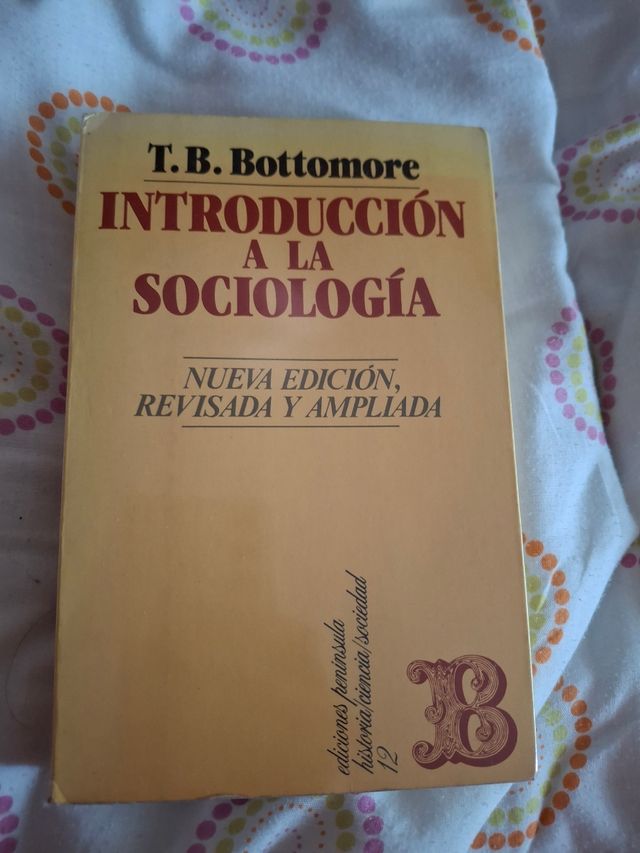 T. B. Bottomore
INTRODUCCIÓN
A LA
SOCIOLOGÍA
NUEVA EDICIÓN,
REVISADA Y AMPLIADA
ediciones península
historia/ciencia/sociedad
12
B